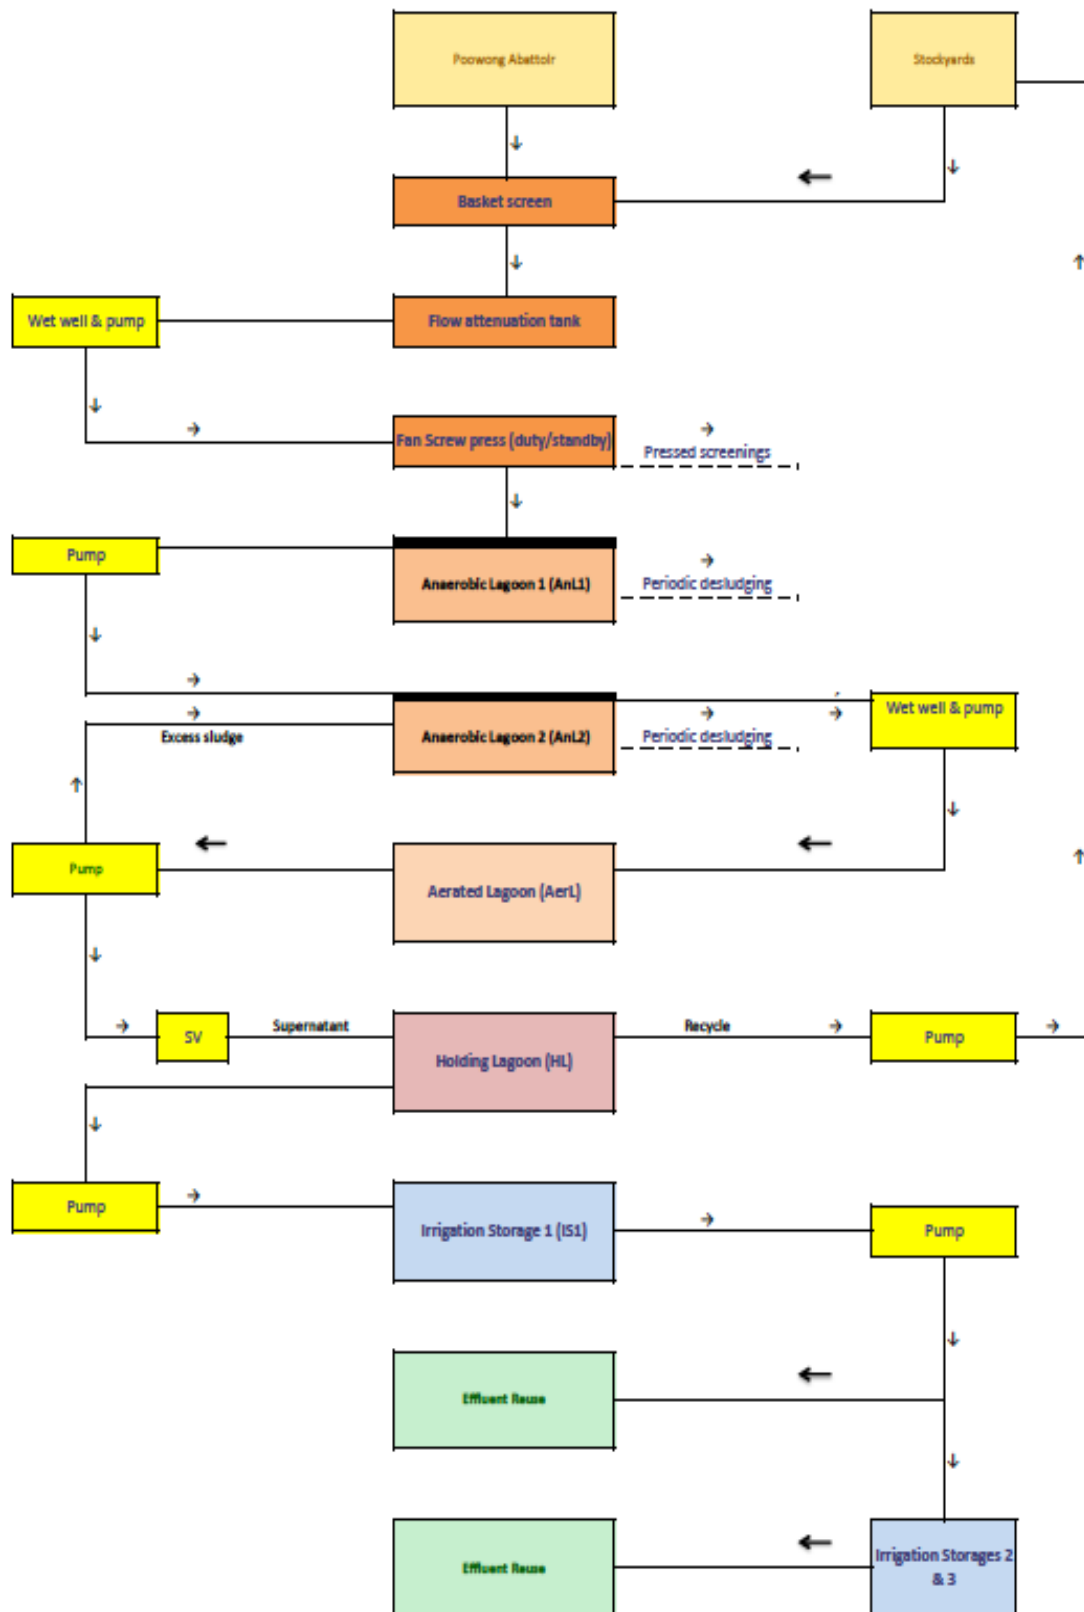 Poowong Abattoir
Stockyards
Basket screen
Wet well & pump
Flow attenuation tank
Fan Screw press (duty/standby)
Pressed screenings
Pump
Anaerobic Lagoon 1 (AnL1)
Periodic desludging
Excess sludge
Anaerobic Lagoon 2 (AnL2)
Periodic desludging
Wet well & pump
Pump
Aerated Lagoon (AerL)
SV
Supernatant
Holding Lagoon (HL)
Recycle
Pump
Pump
Irrigation Storage 1 (IS1)
Pump
Effluent Reuse
Effluent Reuse
Irrigation Storages 2
& 3